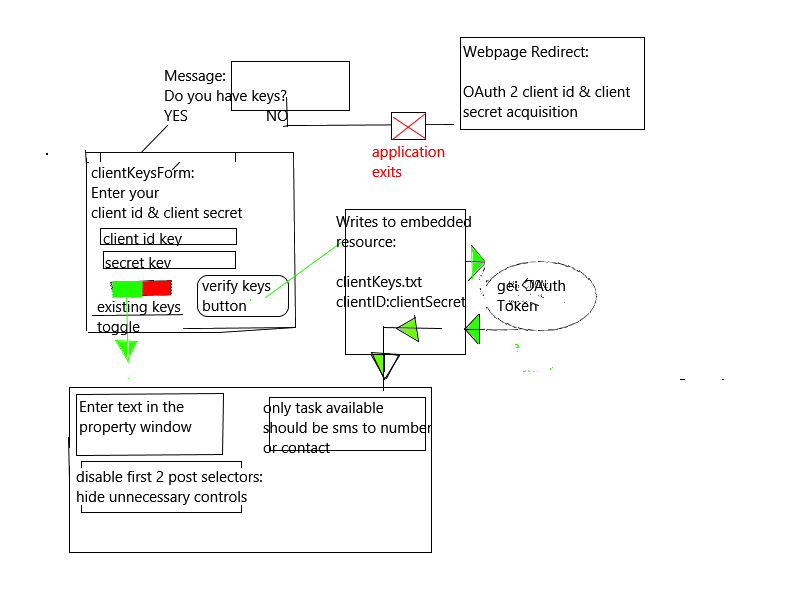 Webpage Redirect:
OAuth 2 client id & client
secret acquisition
Message:
Do you have keys?
YES
NO
application
exits
clientKeysForm:
Enter your
client id & client secret
client id key
secret key
verify keys
button
existing keys
toggle
Writes to embedded
resource:
clientKeys.txt
clientID:clientSecret
get OAuth
Token
Enter text in the
property window
only task available
should be sms to number
or contact
disable first 2 post selectors:
hide unnecessary controls